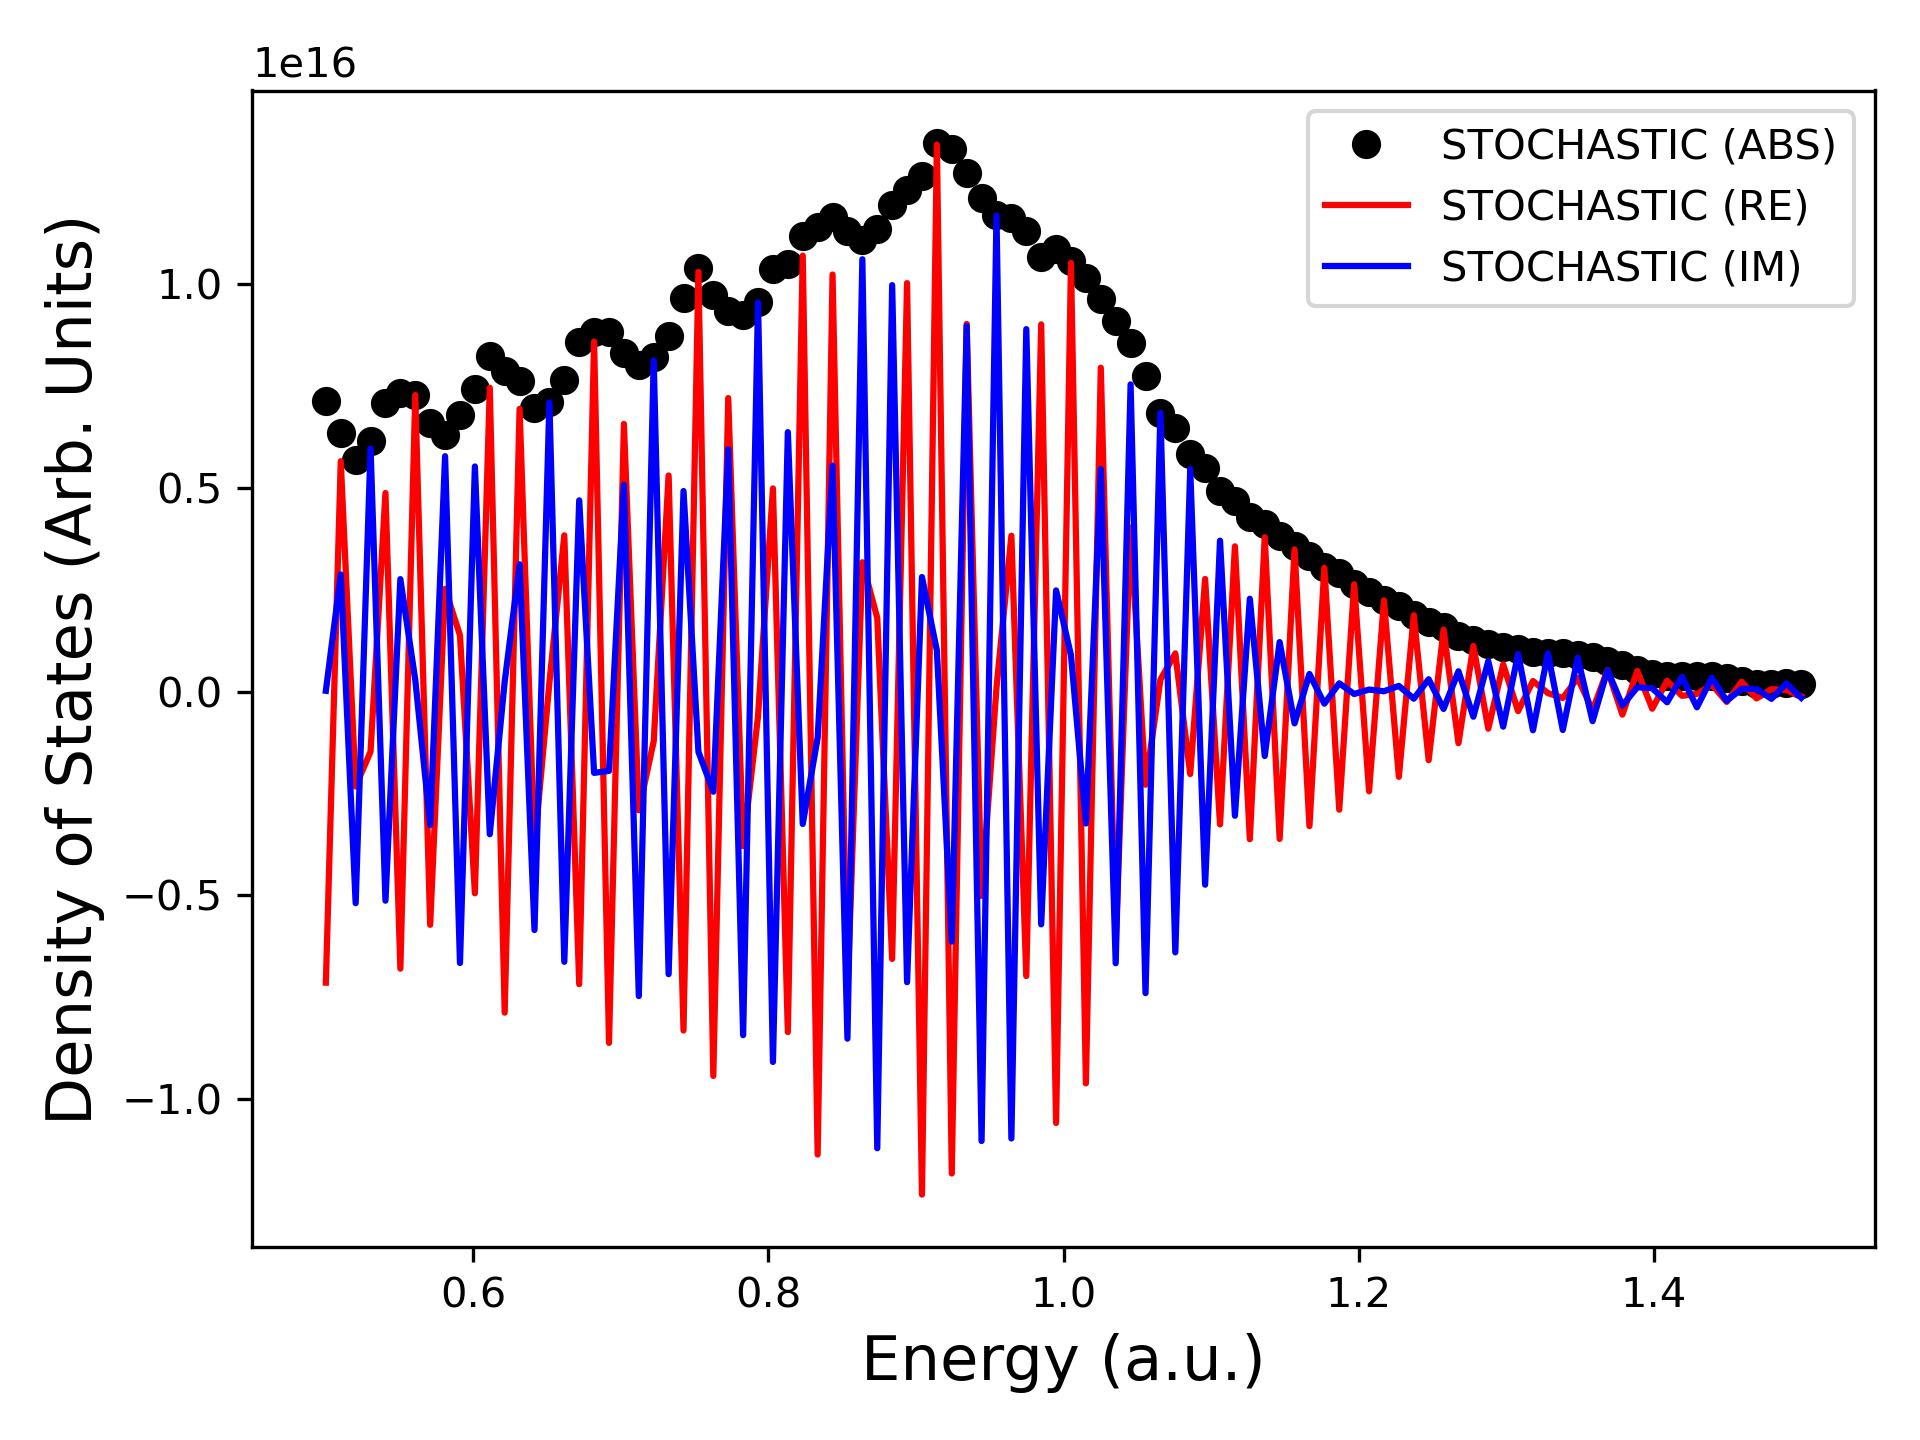 1e16
STOCHASTIC (ABS)
STOCHASTIC (RE)
STOCHASTIC (IM)
Density of States (Arb. Units)
1.0
0.5
0.0
−0.5
−1.0
0.6 0.8 1.0 1.2 1.4
Energy (a.u.)